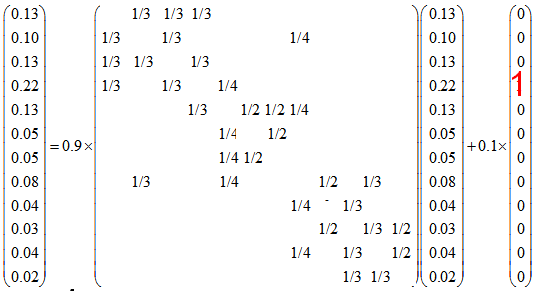 0.13 1/3 1/3 1/3 0.13 0
0.10 1/3 1/3 1/4 0.10 0
0.13 1/3 1/3 1/3 0.13 0
0.22 1/3 1/3 1/4 0.22 1
0.13 1/3 1/2 1/2 1/4 0.13 0
0.05 1/4 1/2 0.05 0
0.05 =0.9× 1/4 1/2 0.05 +0.1× 0
0.08 1/3 1/4 1/2 1/3 0.08 0
0.04 1/4 1/3 0.04 0
0.03 1/2 1/3 1/2 0.03 0
0.04 1/4 1/3 1/2 0.04 0
0.02 1/3 1/3 0.02 0